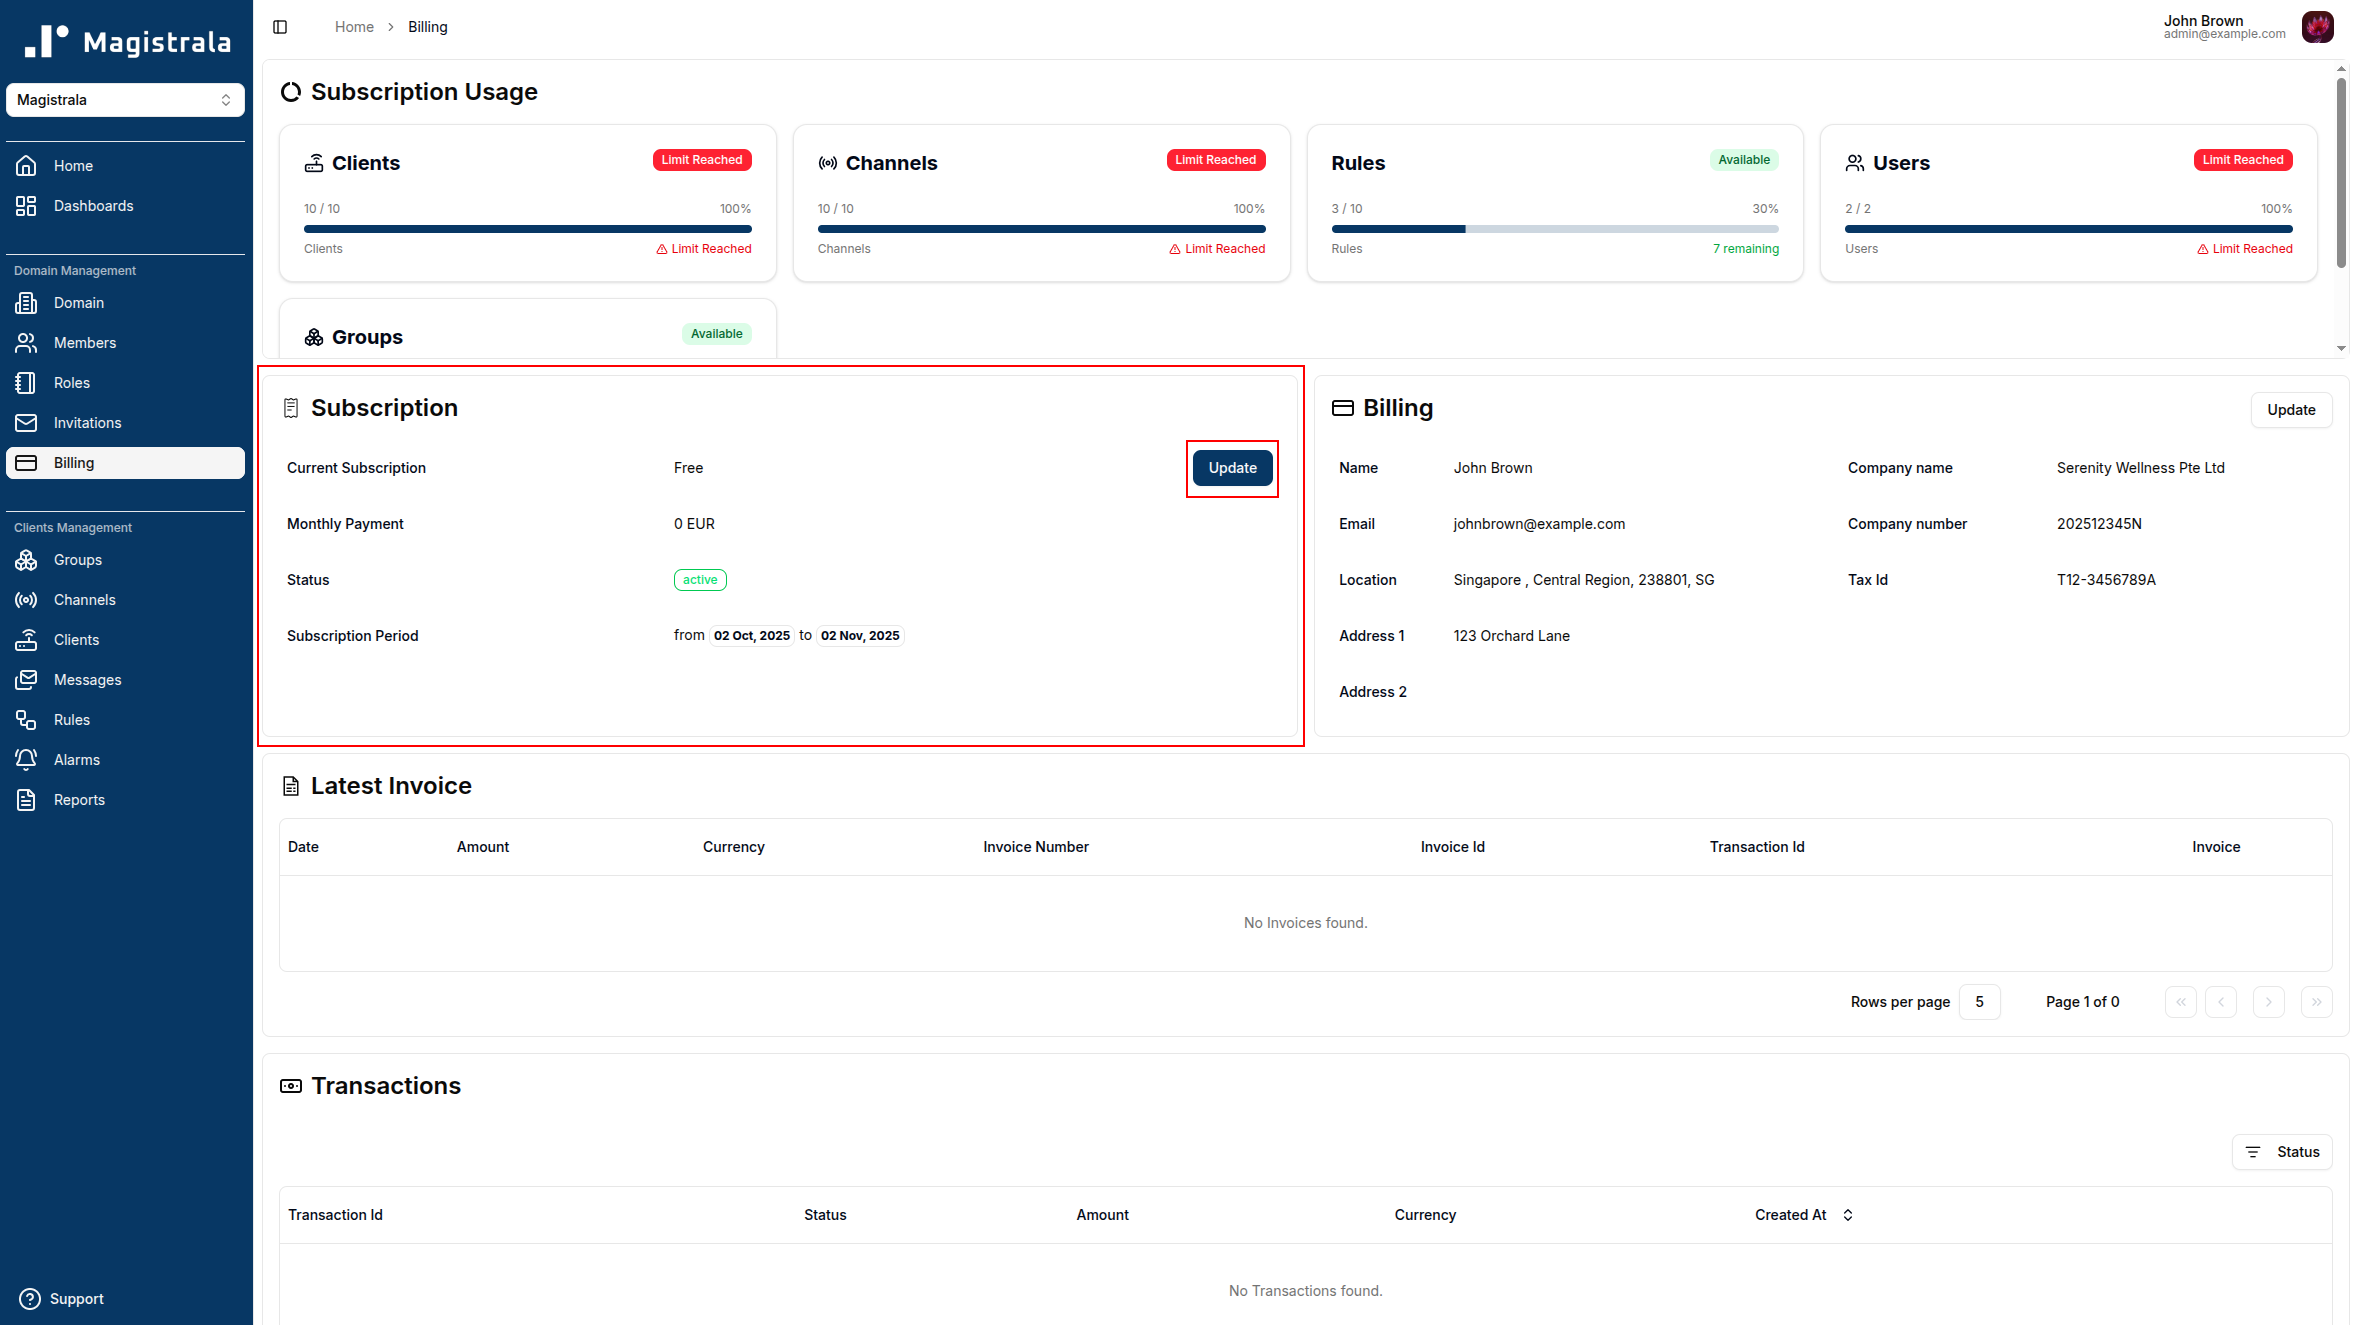 Magistrala
Magistrala
Home
Dashboards
Domain Management
Domain
Members
Roles
Invitations
Billing
Clients Management
Groups
Channels
Clients
Messages
Rules
Alarms
Reports
Support
Home > Billing
John Brown
admin@example.com
Subscription Usage
Clients Limit Reached
10 / 10 100%
Clients Limit Reached
Channels Limit Reached
10 / 10 100%
Channels Limit Reached
Rules Available
3 / 10 30%
Rules 7 remaining
Users Limit Reached
2 / 2 100%
Users Limit Reached
Groups Available
Subscription
Current Subscription Free Update
Monthly Payment 0 EUR
Status active
Subscription Period from 02 Oct, 2025 to 02 Nov, 2025
Billing Update
Name John Brown Company name Serenity Wellness Pte Ltd
Email johnbrown@example.com Company number 202512345N
Location Singapore , Central Region, 238801, SG Tax Id T12-3456789A
Address 1 123 Orchard Lane
Address 2
Latest Invoice
Date Amount Currency Invoice Number Invoice Id Transaction Id Invoice
No Invoices found.
Rows per page 5 Page 1 of 0
Transactions
Status
Transaction Id Status Amount Currency Created At
No Transactions found.